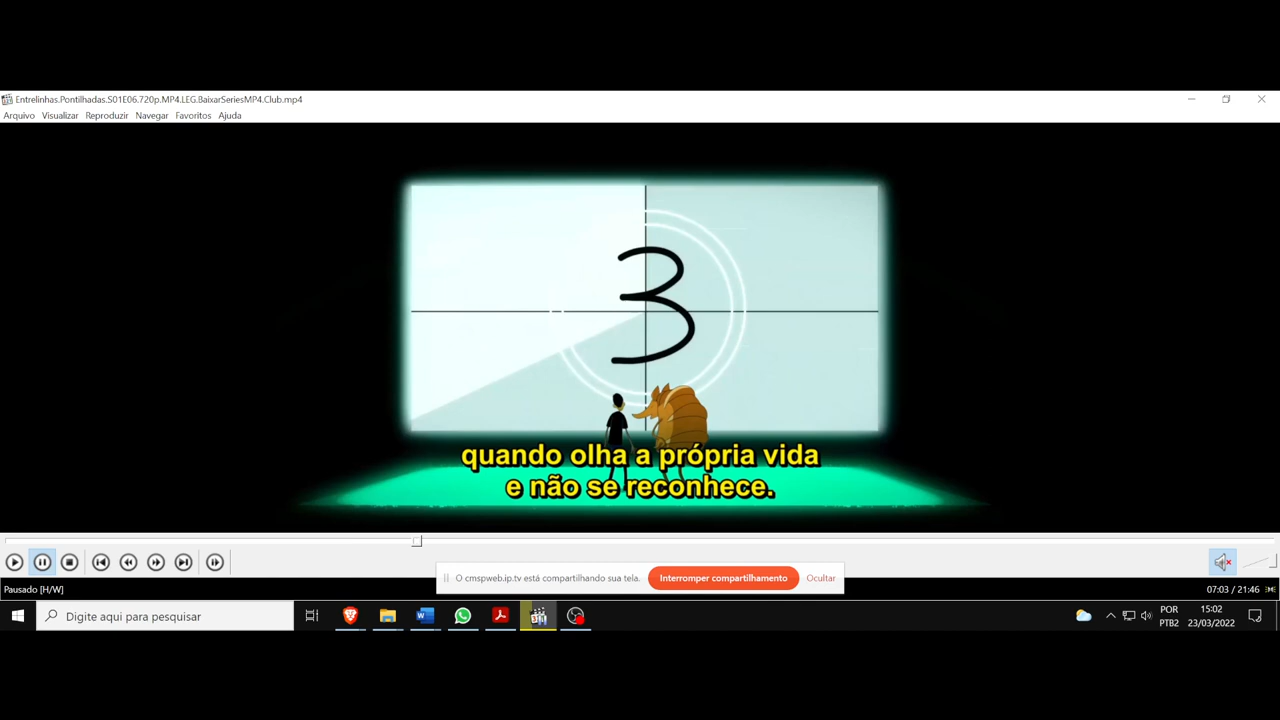 Entrelinhas.Pontilhadas.S01E06.720p.MP4.LEG.BaixarSeriesMP4.Club.mp4
Arquivo Visualizar Reproduzir Navegar Favoritos Ajuda
3
quando olha a própria vida
e não se reconhece.
O cmspweb.ip.tv está compartilhando sua tela. Interromper compartilhamento Ocultar
Pausado [H/W] 07:03 / 21:46
Digite aqui para pesquisar
POR 15:02
PTB2 23/03/2022